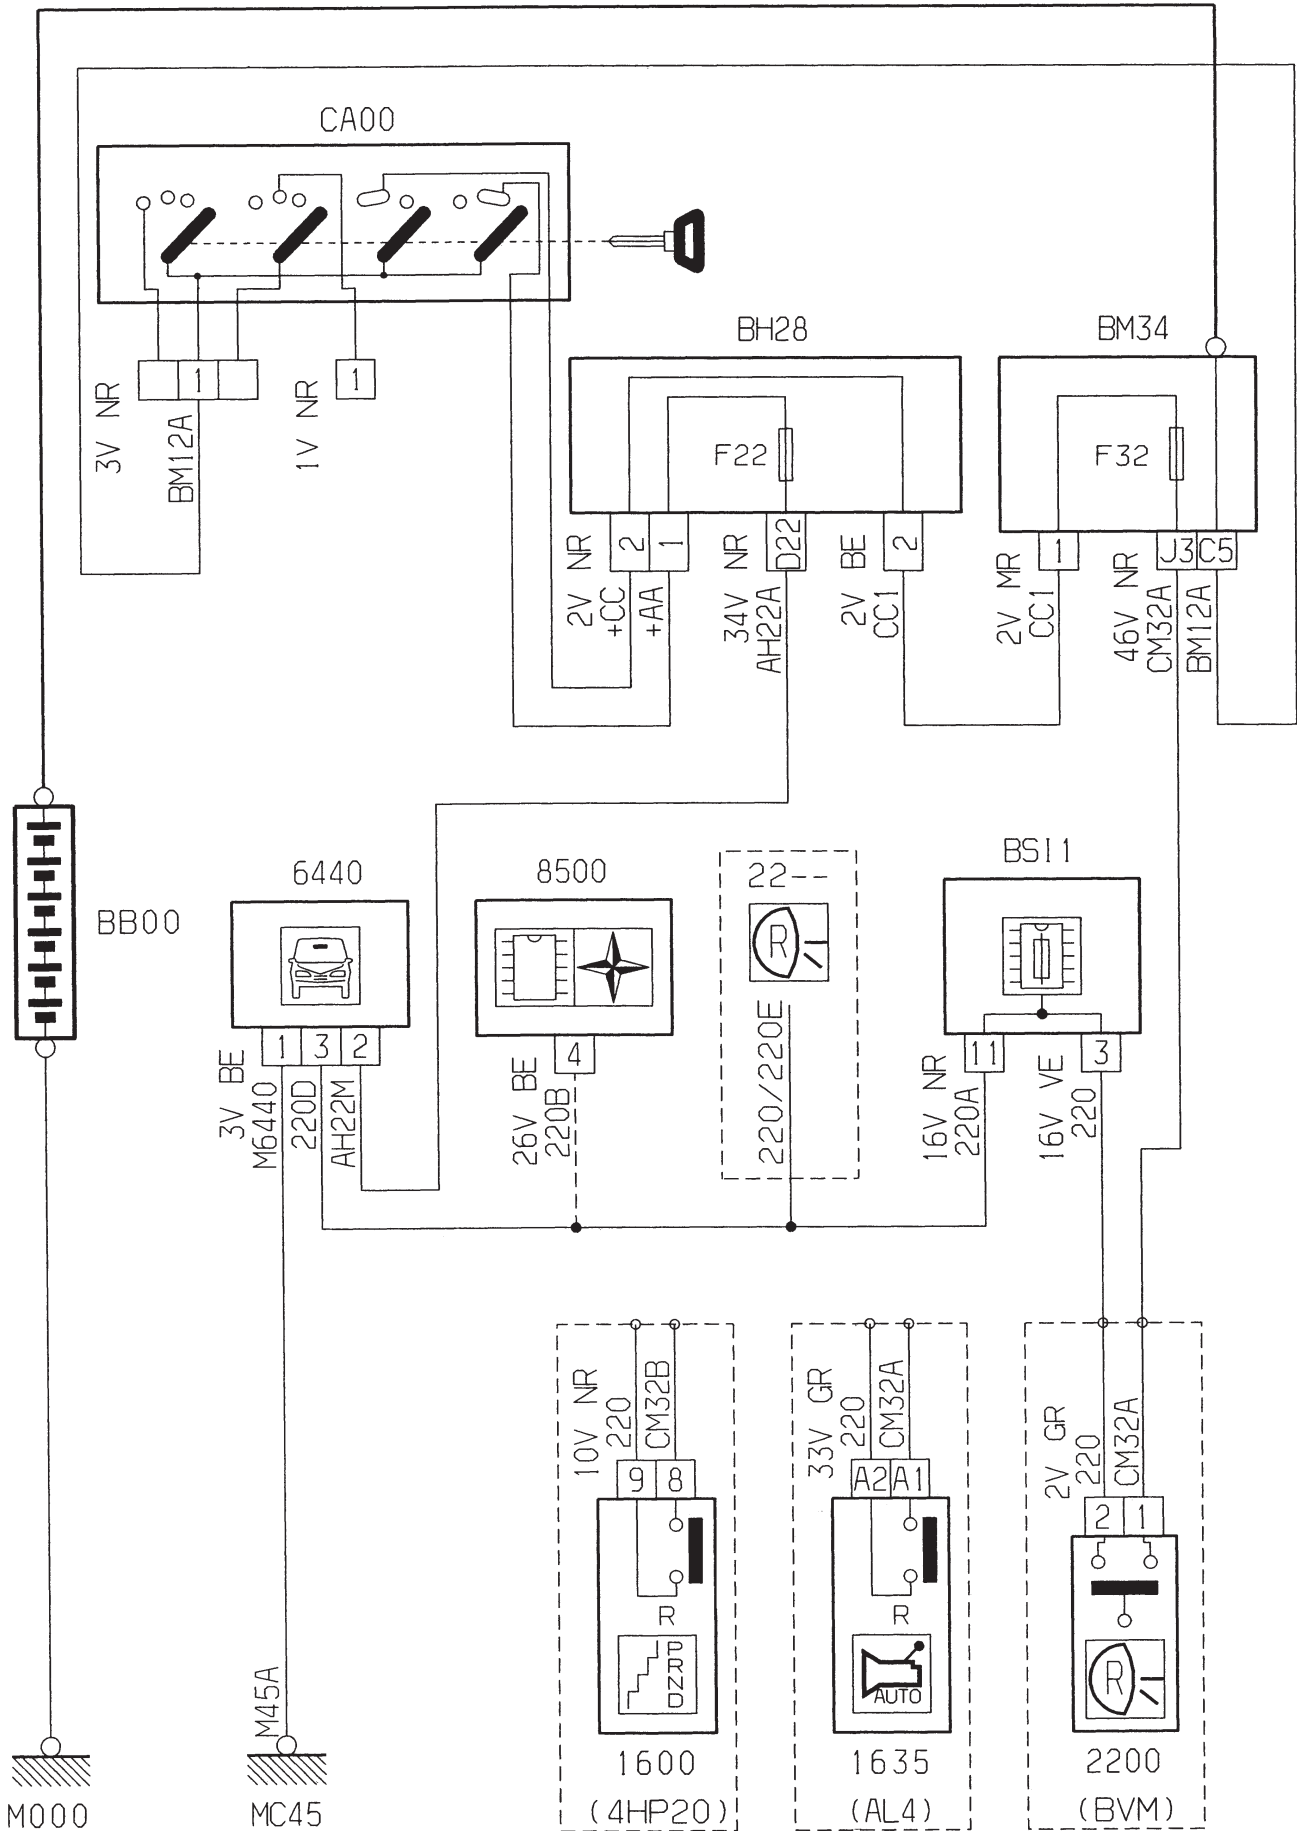 CA00
3V NR
1
BM12A
1V NR
1
BH28
F22
2V NR
2
+CC
1
+AA
34V NR
D22
AH22A
2V BE
2
CC1
BM34
F32
2V MR
1
CC1
46V NR
J3
CM32A
C5
BM12A
BB00
6440
3V BE
1
M6440
3
220D
2
AH22M
8500
26V BE
4
220B
22--
R
220/220E
BSI1
16V NR
11
220A
16V VE
3
220
10V NR
220
CM32B
9
8
R
P
R
N
D
1600
(4HP20)
33V GR
220
CM32A
A2
A1
R
AUTO
1635
(AL4)
2V GR
220
CM32A
2
1
R
2200
(BVM)
M000
M45A
MC45